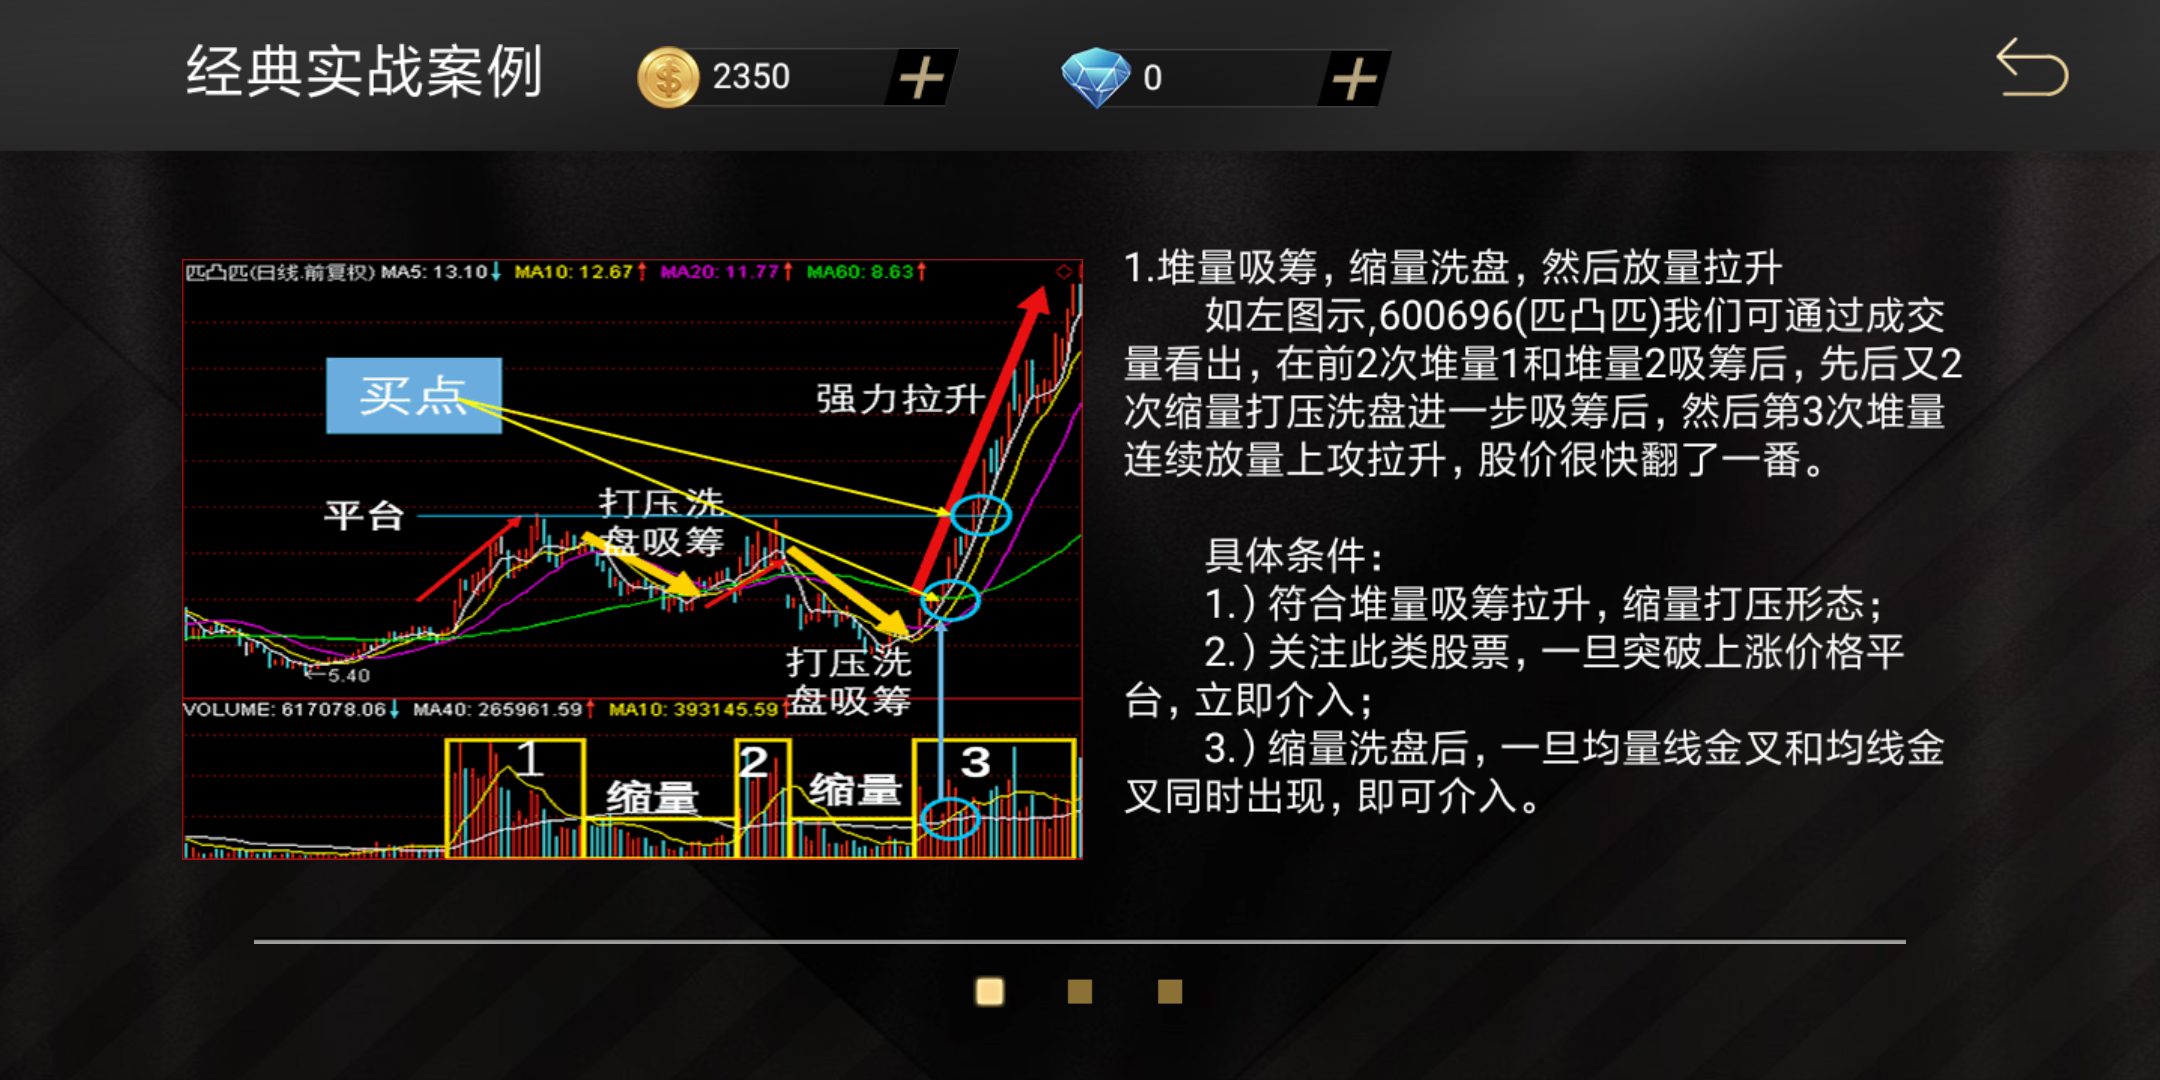 经典实战案例
2350
0
匹凸匹(日线.前复权) MA5: 13.10↓ MA10: 12.67↑ MA20: 11.77↑ MA60: 8.63↑
买点
强力拉升
平台
打压洗
盘吸筹
打压洗
盘吸筹
←5.40
VOLUME: 617078.06↓ MA40: 265961.59↑ MA10: 393145.59↑
1
2
3
缩量
缩量
1.堆量吸筹，缩量洗盘，然后放量拉升
如左图示,600696(匹凸匹)我们可通过成交
量看出，在前2次堆量1和堆量2吸筹后，先后又2
次缩量打压洗盘进一步吸筹后，然后第3次堆量
连续放量上攻拉升，股价很快翻了一番。
具体条件：
1.）符合堆量吸筹拉升，缩量打压形态；
2.）关注此类股票，一旦突破上涨价格平
台，立即介入；
3.）缩量洗盘后，一旦均量线金叉和均线金
叉同时出现，即可介入。